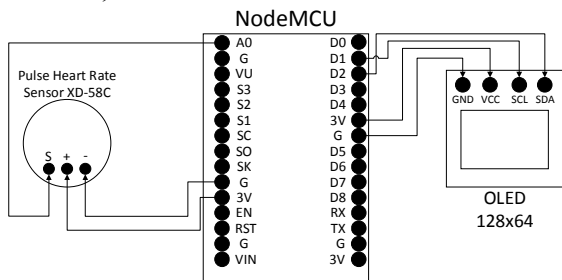 NodeMCU
A0 D0
G D1
VU D2
S3 D3
S2 D4
S1 3V
SC G
SO D5
SK D6
G D7
3V D8
EN RX
RST TX
G G
VIN 3V
Pulse Heart Rate
Sensor XD-58C
S + -
GND VCC SCL SDA
OLED
128x64